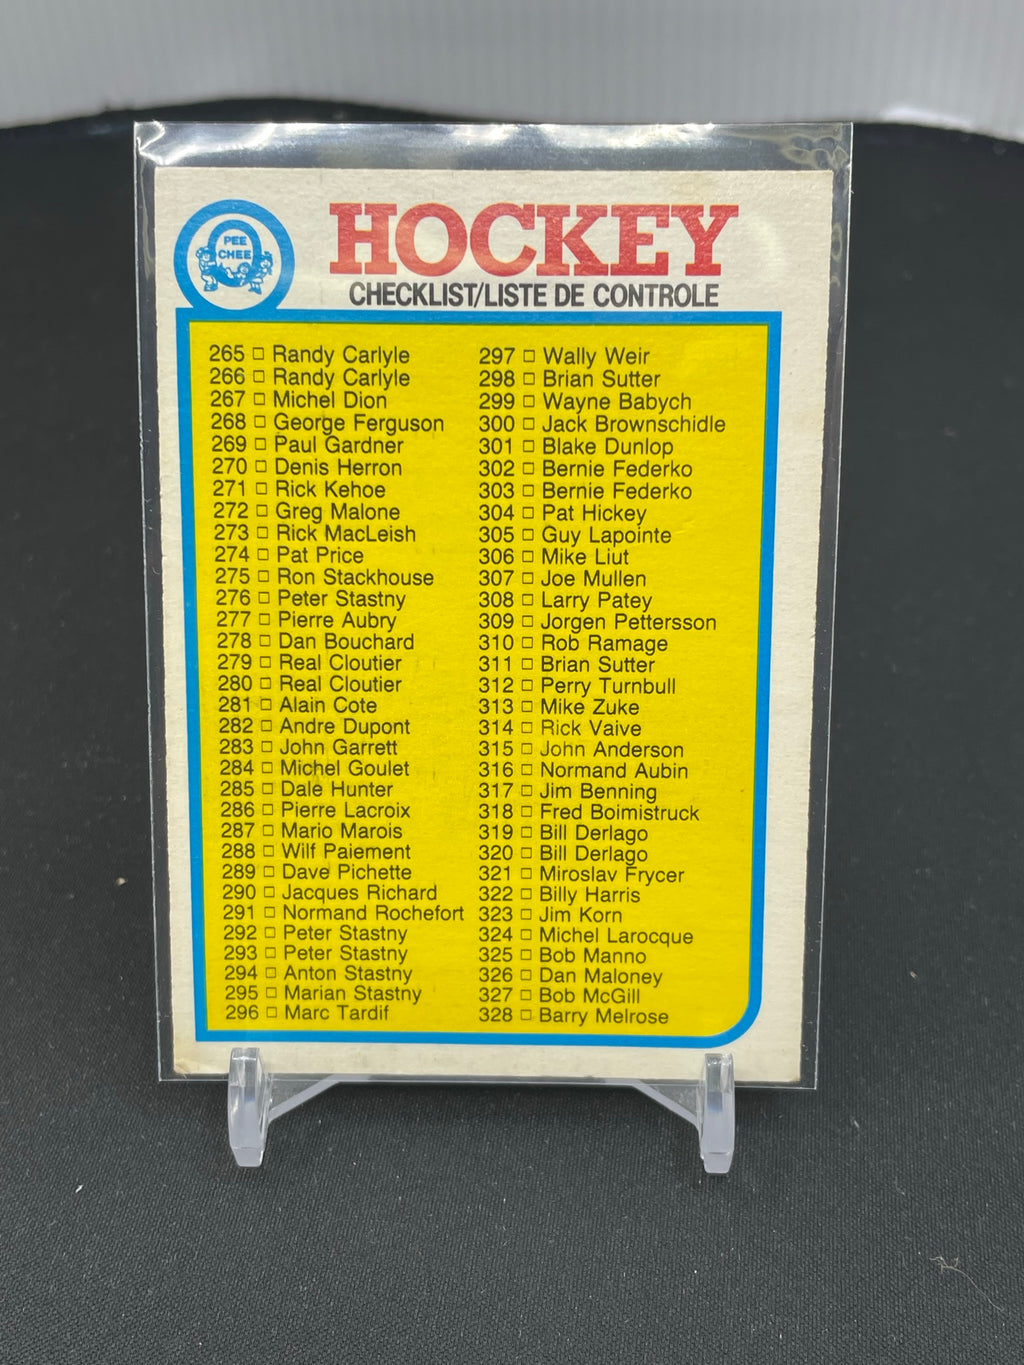 PEE
CHEE
HOCKEY
CHECKLIST/LISTE DE CONTROLE
265 □ Randy Carlyle
266 □ Randy Carlyle
267 □ Michel Dion
268 □ George Ferguson
269 □ Paul Gardner
270 □ Denis Herron
271 □ Rick Kehoe
272 □ Greg Malone
273 □ Rick MacLeish
274 □ Pat Price
275 □ Ron Stackhouse
276 □ Peter Stastny
277 □ Pierre Aubry
278 □ Dan Bouchard
279 □ Real Cloutier
280 □ Real Cloutier
281 □ Alain Cote
282 □ Andre Dupont
283 □ John Garrett
284 □ Michel Goulet
285 □ Dale Hunter
286 □ Pierre Lacroix
287 □ Mario Marois
288 □ Wilf Paiement
289 □ Dave Pichette
290 □ Jacques Richard
291 □ Normand Rochefort
292 □ Peter Stastny
293 □ Peter Stastny
294 □ Anton Stastny
295 □ Marian Stastny
296 □ Marc Tardif
297 □ Wally Weir
298 □ Brian Sutter
299 □ Wayne Babych
300 □ Jack Brownschidle
301 □ Blake Dunlop
302 □ Bernie Federko
303 □ Bernie Federko
304 □ Pat Hickey
305 □ Guy Lapointe
306 □ Mike Liut
307 □ Joe Mullen
308 □ Larry Patey
309 □ Jorgen Pettersson
310 □ Rob Ramage
311 □ Brian Sutter
312 □ Perry Turnbull
313 □ Mike Zuke
314 □ Rick Vaive
315 □ John Anderson
316 □ Normand Aubin
317 □ Jim Benning
318 □ Fred Boimistruck
319 □ Bill Derlago
320 □ Bill Derlago
321 □ Miroslav Frycer
322 □ Billy Harris
323 □ Jim Korn
324 □ Michel Larocque
325 □ Bob Manno
326 □ Dan Maloney
327 □ Bob McGill
328 □ Barry Melrose